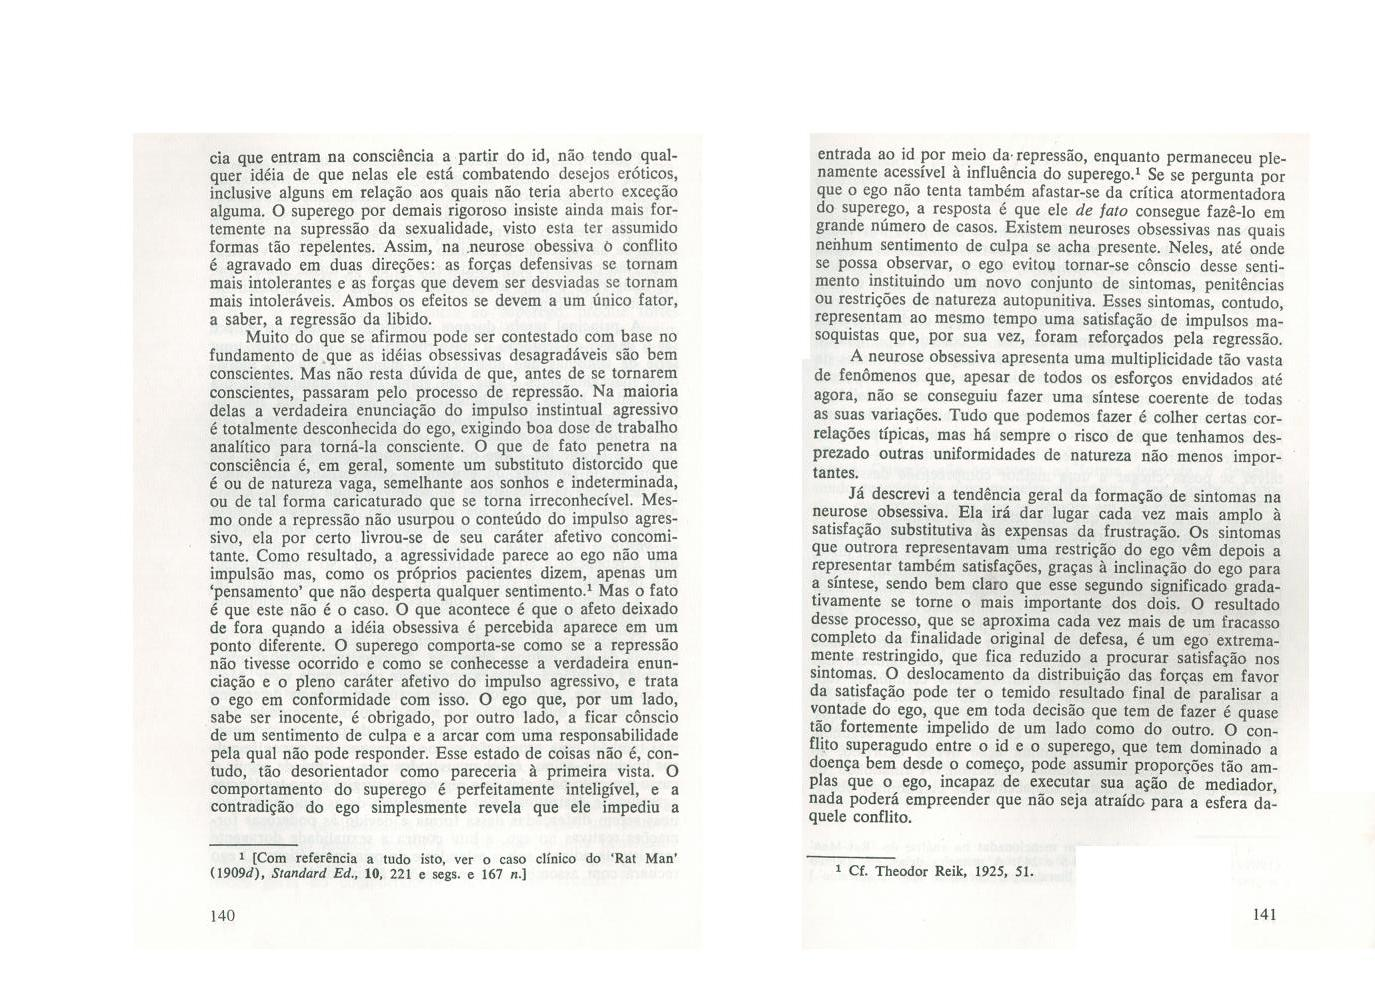 cia que entram na consciência a partir do id, não tendo qual-
quer idéia de que nelas ele está combatendo desejos eróticos,
inclusive alguns em relação aos quais não teria aberto exceção
alguma. O superego por demais rigoroso insiste ainda mais for-
temente na supressão da sexualidade, visto esta ter assumido
formas tão repelentes. Assim, na neurose obessiva o conflito
é agravado em duas direções: as forças defensivas se tornam
mais intolerantes e as forças que devem ser desviadas se tornam
mais intoleráveis. Ambos os efeitos se devem a um único fator,
a saber, a regressão da libido.
Muito do que se afirmou pode ser contestado com base no
fundamento de que as idéias obsessivas desagradáveis são bem
conscientes. Mas não resta dúvida de que, antes de se tornarem
conscientes, passaram pelo processo de repressão. Na maioria
delas a verdadeira enunciação do impulso instintual agressivo
é totalmente desconhecida do ego, exigindo boa dose de trabalho
analítico para torná-la consciente. O que de fato penetra na
consciência é, em geral, somente um substituto distorcido que
é ou de natureza vaga, semelhante aos sonhos e indeterminada,
ou de tal forma caricaturado que se torna irreconhecível. Mes-
mo onde a repressão não usurpou o conteúdo do impulso agres-
sivo, ela por certo livrou-se de seu caráter afetivo concomi-
tante. Como resultado, a agressividade parece ao ego não uma
impulsão mas, como os próprios pacientes dizem, apenas um
‘pensamento’ que não desperta qualquer sentimento.¹ Mas o fato
é que este não é o caso. O que acontece é que o afeto deixado
de fora quando a idéia obsessiva é percebida aparece em um
ponto diferente. O superego comporta-se como se a repressão
não tivesse ocorrido e como se conhecesse a verdadeira enun-
ciação e o pleno caráter afetivo do impulso agressivo, e trata
o ego em conformidade com isso. O ego que, por um lado,
sabe ser inocente, é obrigado, por outro lado, a ficar cônscio
de um sentimento de culpa e a arcar com uma responsabilidade
pela qual não pode responder. Esse estado de coisas não é, con-
tudo, tão desorientador como pareceria à primeira vista. O
comportamento do superego é perfeitamente inteligível, e a
contradição do ego simplesmente revela que ele impediu a
¹ [Com referência a tudo isto, ver o caso clínico do ‘Rat Man’
(1909d), Standard Ed., 10, 221 e segs. e 167 n.]
140
entrada ao id por meio da repressão, enquanto permaneceu ple-
namente acessível à influência do superego.¹ Se se pergunta por
que o ego não tenta também afastar-se da crítica atormentadora
do superego, a resposta é que ele de fato consegue fazê-lo em
grande número de casos. Existem neuroses obsessivas nas quais
nenhum sentimento de culpa se acha presente. Neles, até onde
se possa observar, o ego evitou tornar-se cônscio desse senti-
mento instituindo um novo conjunto de sintomas, penitências
ou restrições de natureza autopunitiva. Esses sintomas, contudo,
representam ao mesmo tempo uma satisfação de impulsos ma-
soquistas que, por sua vez, foram reforçados pela regressão.
A neurose obsessiva apresenta uma multiplicidade tão vasta
de fenômenos que, apesar de todos os esforços envidados até
agora, não se conseguiu fazer uma síntese coerente de todas
as suas variações. Tudo que podemos fazer é colher certas cor-
relações típicas, mas há sempre o risco de que tenhamos des-
prezado outras uniformidades de natureza não menos impor-
tantes.
Já descrevi a tendência geral da formação de sintomas na
neurose obsessiva. Ela irá dar lugar cada vez mais amplo à
satisfação substitutiva às expensas da frustração. Os sintomas
que outrora representavam uma restrição do ego vêm depois a
representar também satisfações, graças à inclinação do ego para
a síntese, sendo bem claro que esse segundo significado grada-
tivamente se torne o mais importante dos dois. O resultado
desse processo, que se aproxima cada vez mais de um fracasso
completo da finalidade original de defesa, é um ego extrema-
mente restringido, que fica reduzido a procurar satisfação nos
sintomas. O deslocamento da distribuição das forças em favor
da satisfação pode ter o temido resultado final de paralisar a
vontade do ego, que em toda decisão que tem de fazer é quase
tão fortemente impelido de um lado como do outro. O con-
flito superagudo entre o id e o superego, que tem dominado a
doença bem desde o começo, pode assumir proporções tão am-
plas que o ego, incapaz de executar sua ação de mediador,
nada poderá empreender que não seja atraído para a esfera da-
quele conflito.
¹ Cf. Theodor Reik, 1925, 51.
141